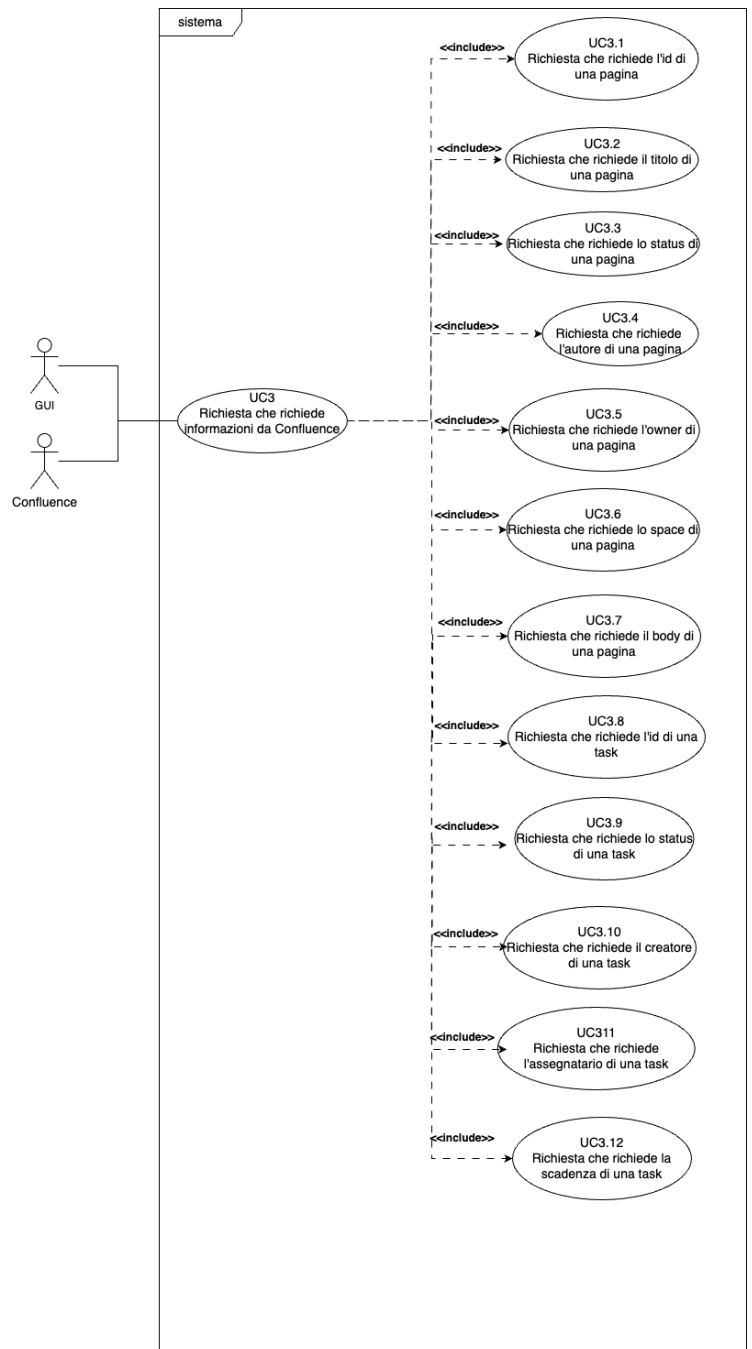 sistema
<<include>>
UC3.1
Richiesta che richiede l'id di
una pagina
<<include>>
UC3.2
Richiesta che richiede il titolo di
una pagina
<<include>>
UC3.3
Richiesta che richiede lo status di
una pagina
<<include>>
UC3.4
Richiesta che richiede
l'autore di una pagina
GUI
UC3
Richiesta che richiede
informazioni da Confluence
<<include>>
UC3.5
Richiesta che richiede l'owner di
una pagina
Confluence
<<include>>
UC3.6
Richiesta che richiede lo space di
una pagina
<<include>>
UC3.7
Richiesta che richiede il body di
una pagina
<<include>>
UC3.8
Richiesta che richiede l'id di una
task
<<include>>
UC3.9
Richiesta che richiede lo status
di una task
<<include>>
UC3.10
Richiesta che richiede il creatore
di una task
<<include>>
UC311
Richiesta che richiede
l'assegnatario di una task
<<include>>
UC3.12
Richiesta che richiede la
scadenza di una task